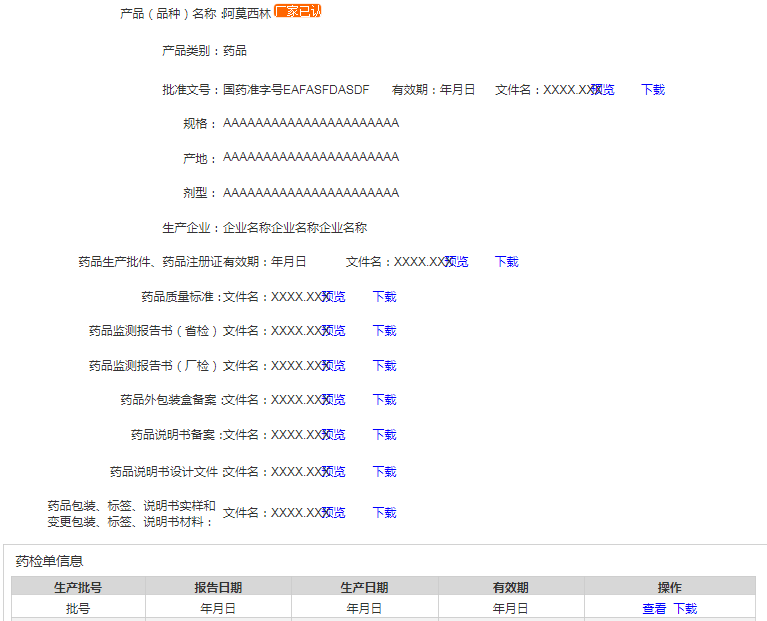 产品（品种）名称：阿莫西林 厂家已认
产品类别：药品
批准文号：国药准字号EAFASFDASDF 有效期：年月日 文件名：XXXX.XX预览 下载
规格：AAAAAAAAAAAAAAAAAAAAAA
产地：AAAAAAAAAAAAAAAAAAAAAA
剂型：AAAAAAAAAAAAAAAAAAAAAA
生产企业：企业名称企业名称企业名称
药品生产批件、药品注册证有效期：年月日 文件名：XXXX.XX预览 下载
药品质量标准：文件名：XXXX.XX预览 下载
药品监测报告书（省检）文件名：XXXX.XX预览 下载
药品监测报告书（厂检）文件名：XXXX.XX预览 下载
药品外包装盒备案：文件名：XXXX.XX预览 下载
药品说明书备案：文件名：XXXX.XX预览 下载
药品说明书设计文件：文件名：XXXX.XX预览 下载
药品包装、标签、说明书实样和
变更包装、标签、说明书材料：文件名：XXXX.XX预览 下载
药检单信息
生产批号 报告日期 生产日期 有效期 操作
批号 年月日 年月日 年月日 查看 下载